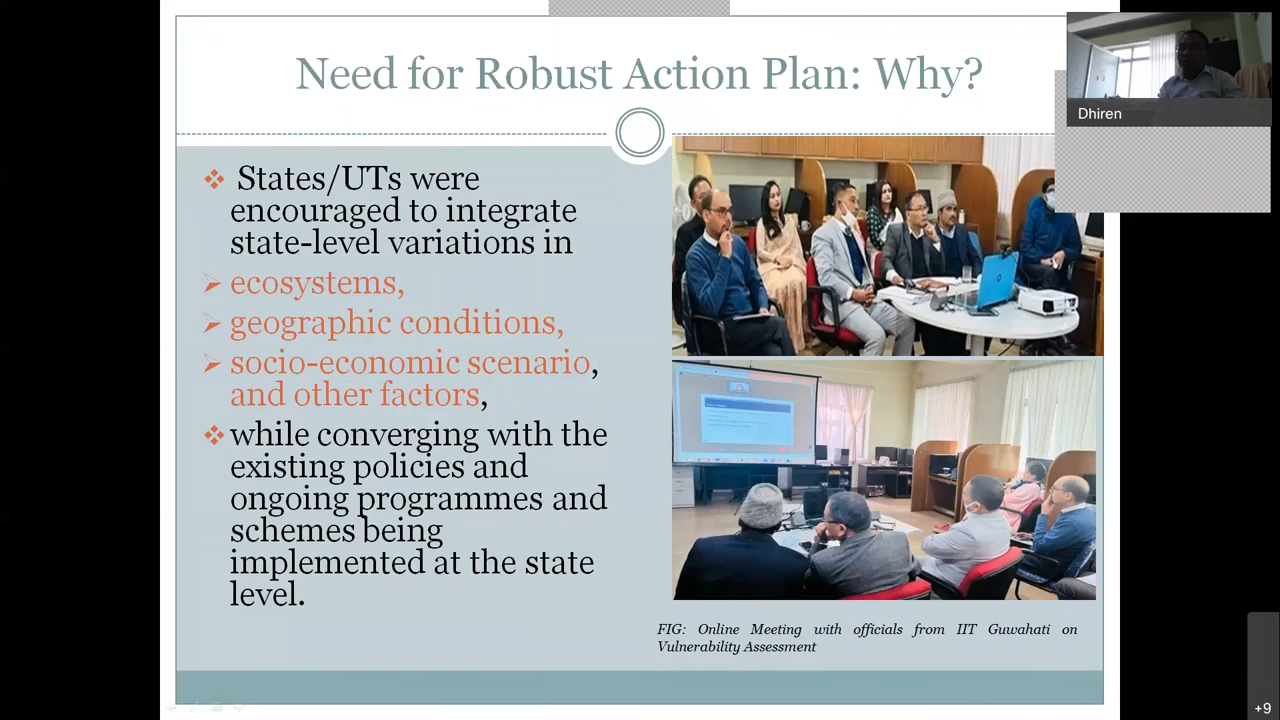 Need for Robust Action Plan: Why?
Dhiren
States/UTs were
encouraged to integrate
state-level variations in
ecosystems,
geographic conditions,
socio-economic scenario,
and other factors,
while converging with the
existing policies and
ongoing programmes and
schemes being
implemented at the state
level.
FIG: Online Meeting with officials from IIT Guwahati on
Vulnerability Assessment
+9